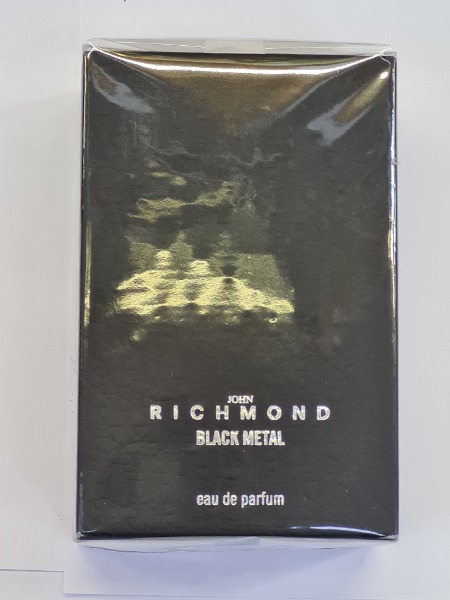 JOHN
RICHMOND
BLACK METAL
eau de parfum